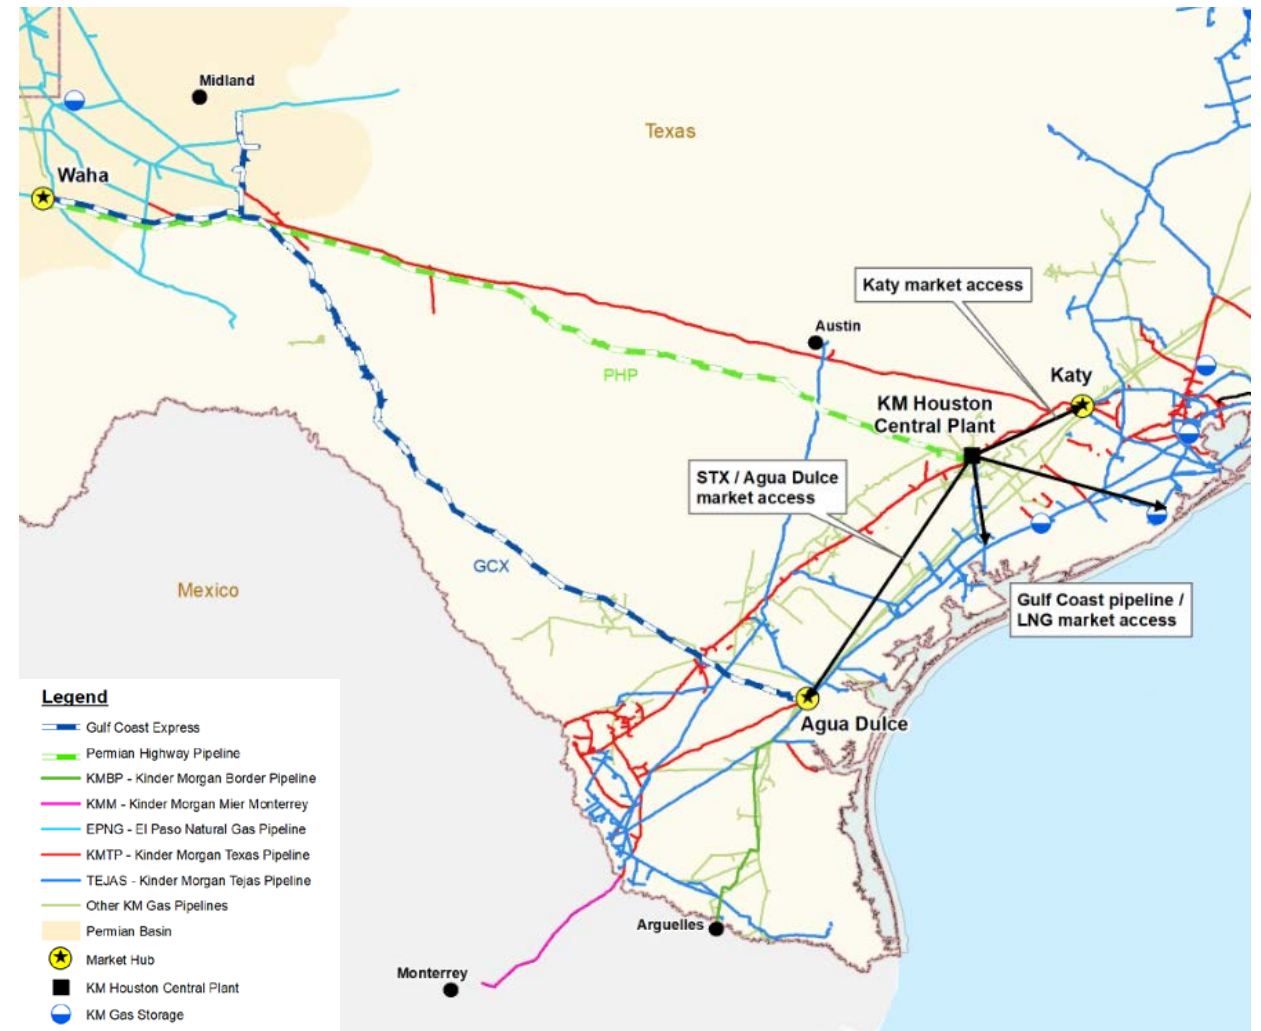 Midland
Texas
Waha
Katy market access
Austin
PHP
Katy
KM Houston
Central Plant
STX / Agua Dulce
market access
GCX
Mexico
Gulf Coast pipeline /
LNG market access
Agua Dulce
Arguelles
Monterrey
Legend
Gulf Coast Express
Permian Highway Pipeline
KMBP - Kinder Morgan Border Pipeline
KMM - Kinder Morgan Mier Monterrey
EPNG - El Paso Natural Gas Pipeline
KMTP - Kinder Morgan Texas Pipeline
TEJAS - Kinder Morgan Tejas Pipeline
Other KM Gas Pipelines
Permian Basin
Market Hub
KM Houston Central Plant
KM Gas Storage